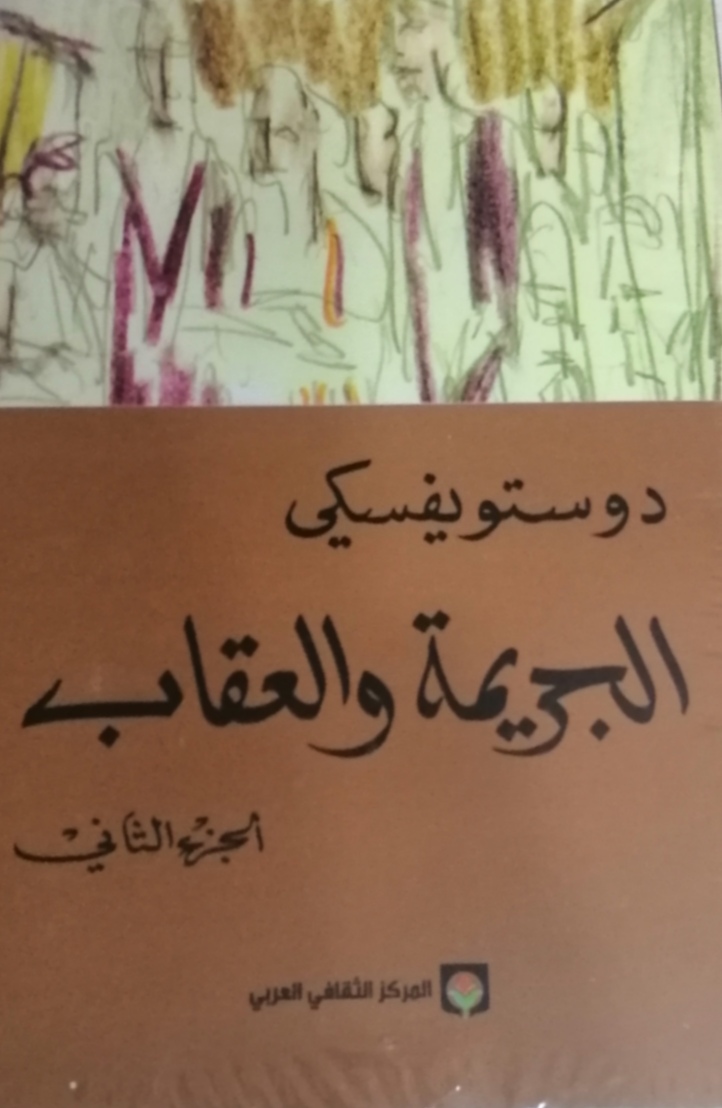 دوستويفسكي
الجريمة والعقاب
الجزء الثاني
المركز الثقافي العربي